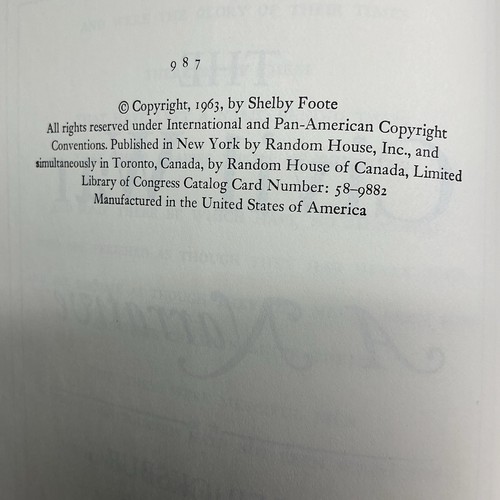 9 8 7
© Copyright, 1963, by Shelby Foote
All rights reserved under International and Pan-American Copyright
Conventions. Published in New York by Random House, Inc., and
simultaneously in Toronto, Canada, by Random House of Canada, Limited
Library of Congress Catalog Card Number: 58-9882
Manufactured in the United States of America